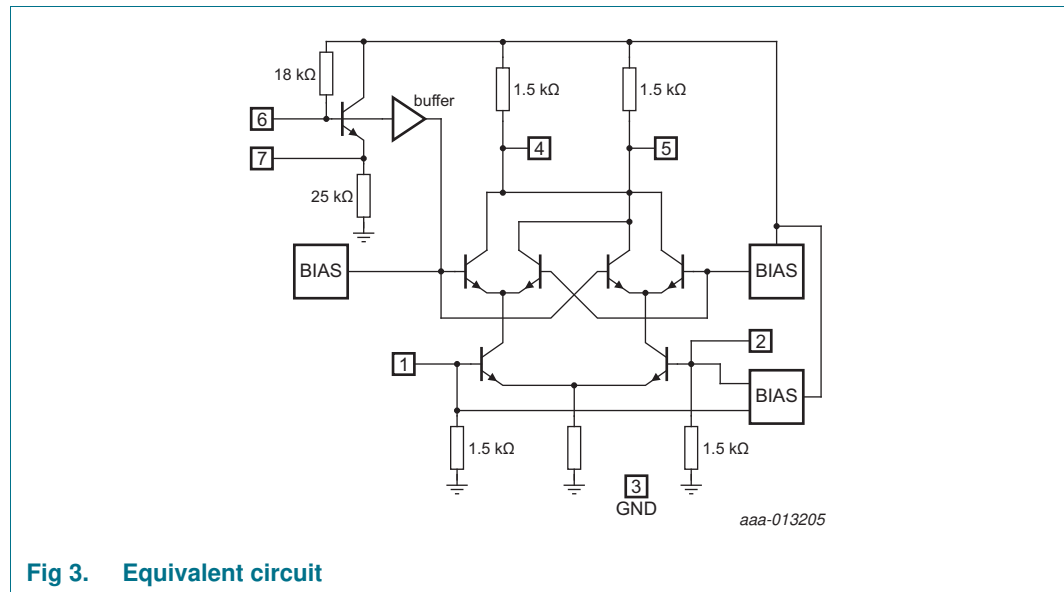 18 kΩ
1.5 kΩ
1.5 kΩ
buffer
6
4
5
7
25 kΩ
BIAS
BIAS
1
2
BIAS
1.5 kΩ
1.5 kΩ
3
GND
aaa-013205
Fig 3. Equivalent circuit